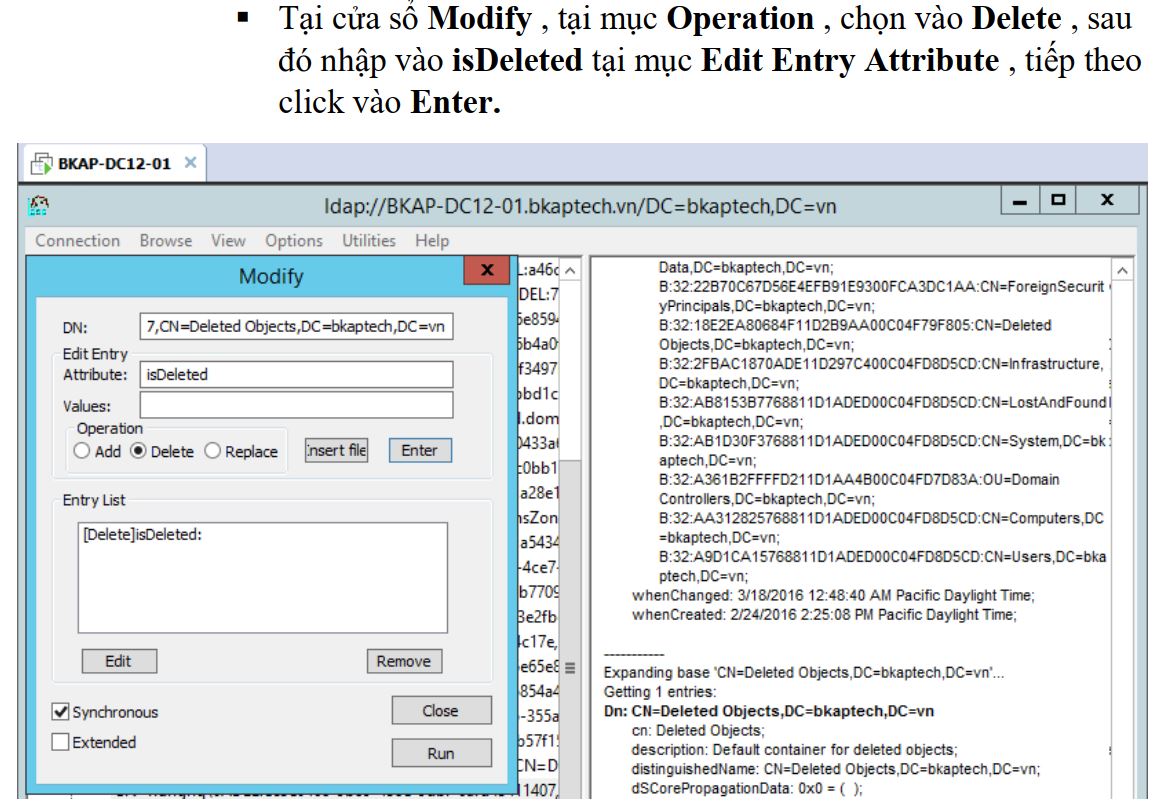 ▪ Tại cửa sổ Modify , tại mục Operation , chọn vào Delete , sau
đó nhập vào isDeleted tại mục Edit Entry Attribute , tiếp theo
click vào Enter.
BKAP-DC12-01
ldap://BKAP-DC12-01.bkaptech.vn/DC=bkaptech,DC=vn
Connection Browse View Options Utilities Help
Modify
DN: 7,CN=Deleted Objects,DC=bkaptech,DC=vn
Edit Entry
Attribute: isDeleted
Values:
Operation
Add Delete Replace Insert file Enter
Entry List
[Delete]isDeleted:
Edit Remove
Synchronous
Close
Extended
Run
L:a46c
DEL:7
5e8594
5b4a0
f3497
bbd1c
l.dom
0433a
c0bb1
a28e1
nsZon
a5434
-4ce7-
b7709
3e2fb
4c17e,
e65e8
854a4
-355a
b57f1
CN=D
11407,
Data,DC=bkaptech,DC=vn;
B:32:22B70C67D56E4EFB91E9300FCA3DC1AA:CN=ForeignSecurit
yPrincipals,DC=bkaptech,DC=vn;
B:32:18E2EA80684F11D2B9AA00C04F79F805:CN=Deleted
Objects,DC=bkaptech,DC=vn;
B:32:2FBAC1870ADE11D297C400C04FD8D5CD:CN=Infrastructure,
DC=bkaptech,DC=vn;
B:32:AB8153B7768811D1ADED00C04FD8D5CD:CN=LostAndFound
,DC=bkaptech,DC=vn;
B:32:AB1D30F3768811D1ADED00C04FD8D5CD:CN=System,DC=bk
aptech,DC=vn;
B:32:A361B2FFFFD211D1AA4B00C04FD7D83A:OU=Domain
Controllers,DC=bkaptech,DC=vn;
B:32:AA312825768811D1ADED00C04FD8D5CD:CN=Computers,DC
=bkaptech,DC=vn;
B:32:A9D1CA15768811D1ADED00C04FD8D5CD:CN=Users,DC=bka
ptech,DC=vn;
whenChanged: 3/18/2016 12:48:40 AM Pacific Daylight Time;
whenCreated: 2/24/2016 2:25:08 PM Pacific Daylight Time;
-----------
Expanding base 'CN=Deleted Objects,DC=bkaptech,DC=vn'...
Getting 1 entries:
Dn: CN=Deleted Objects,DC=bkaptech,DC=vn
cn: Deleted Objects;
description: Default container for deleted objects;
distinguishedName: CN=Deleted Objects,DC=bkaptech,DC=vn;
dSCorePropagationData: 0x0 = ( );